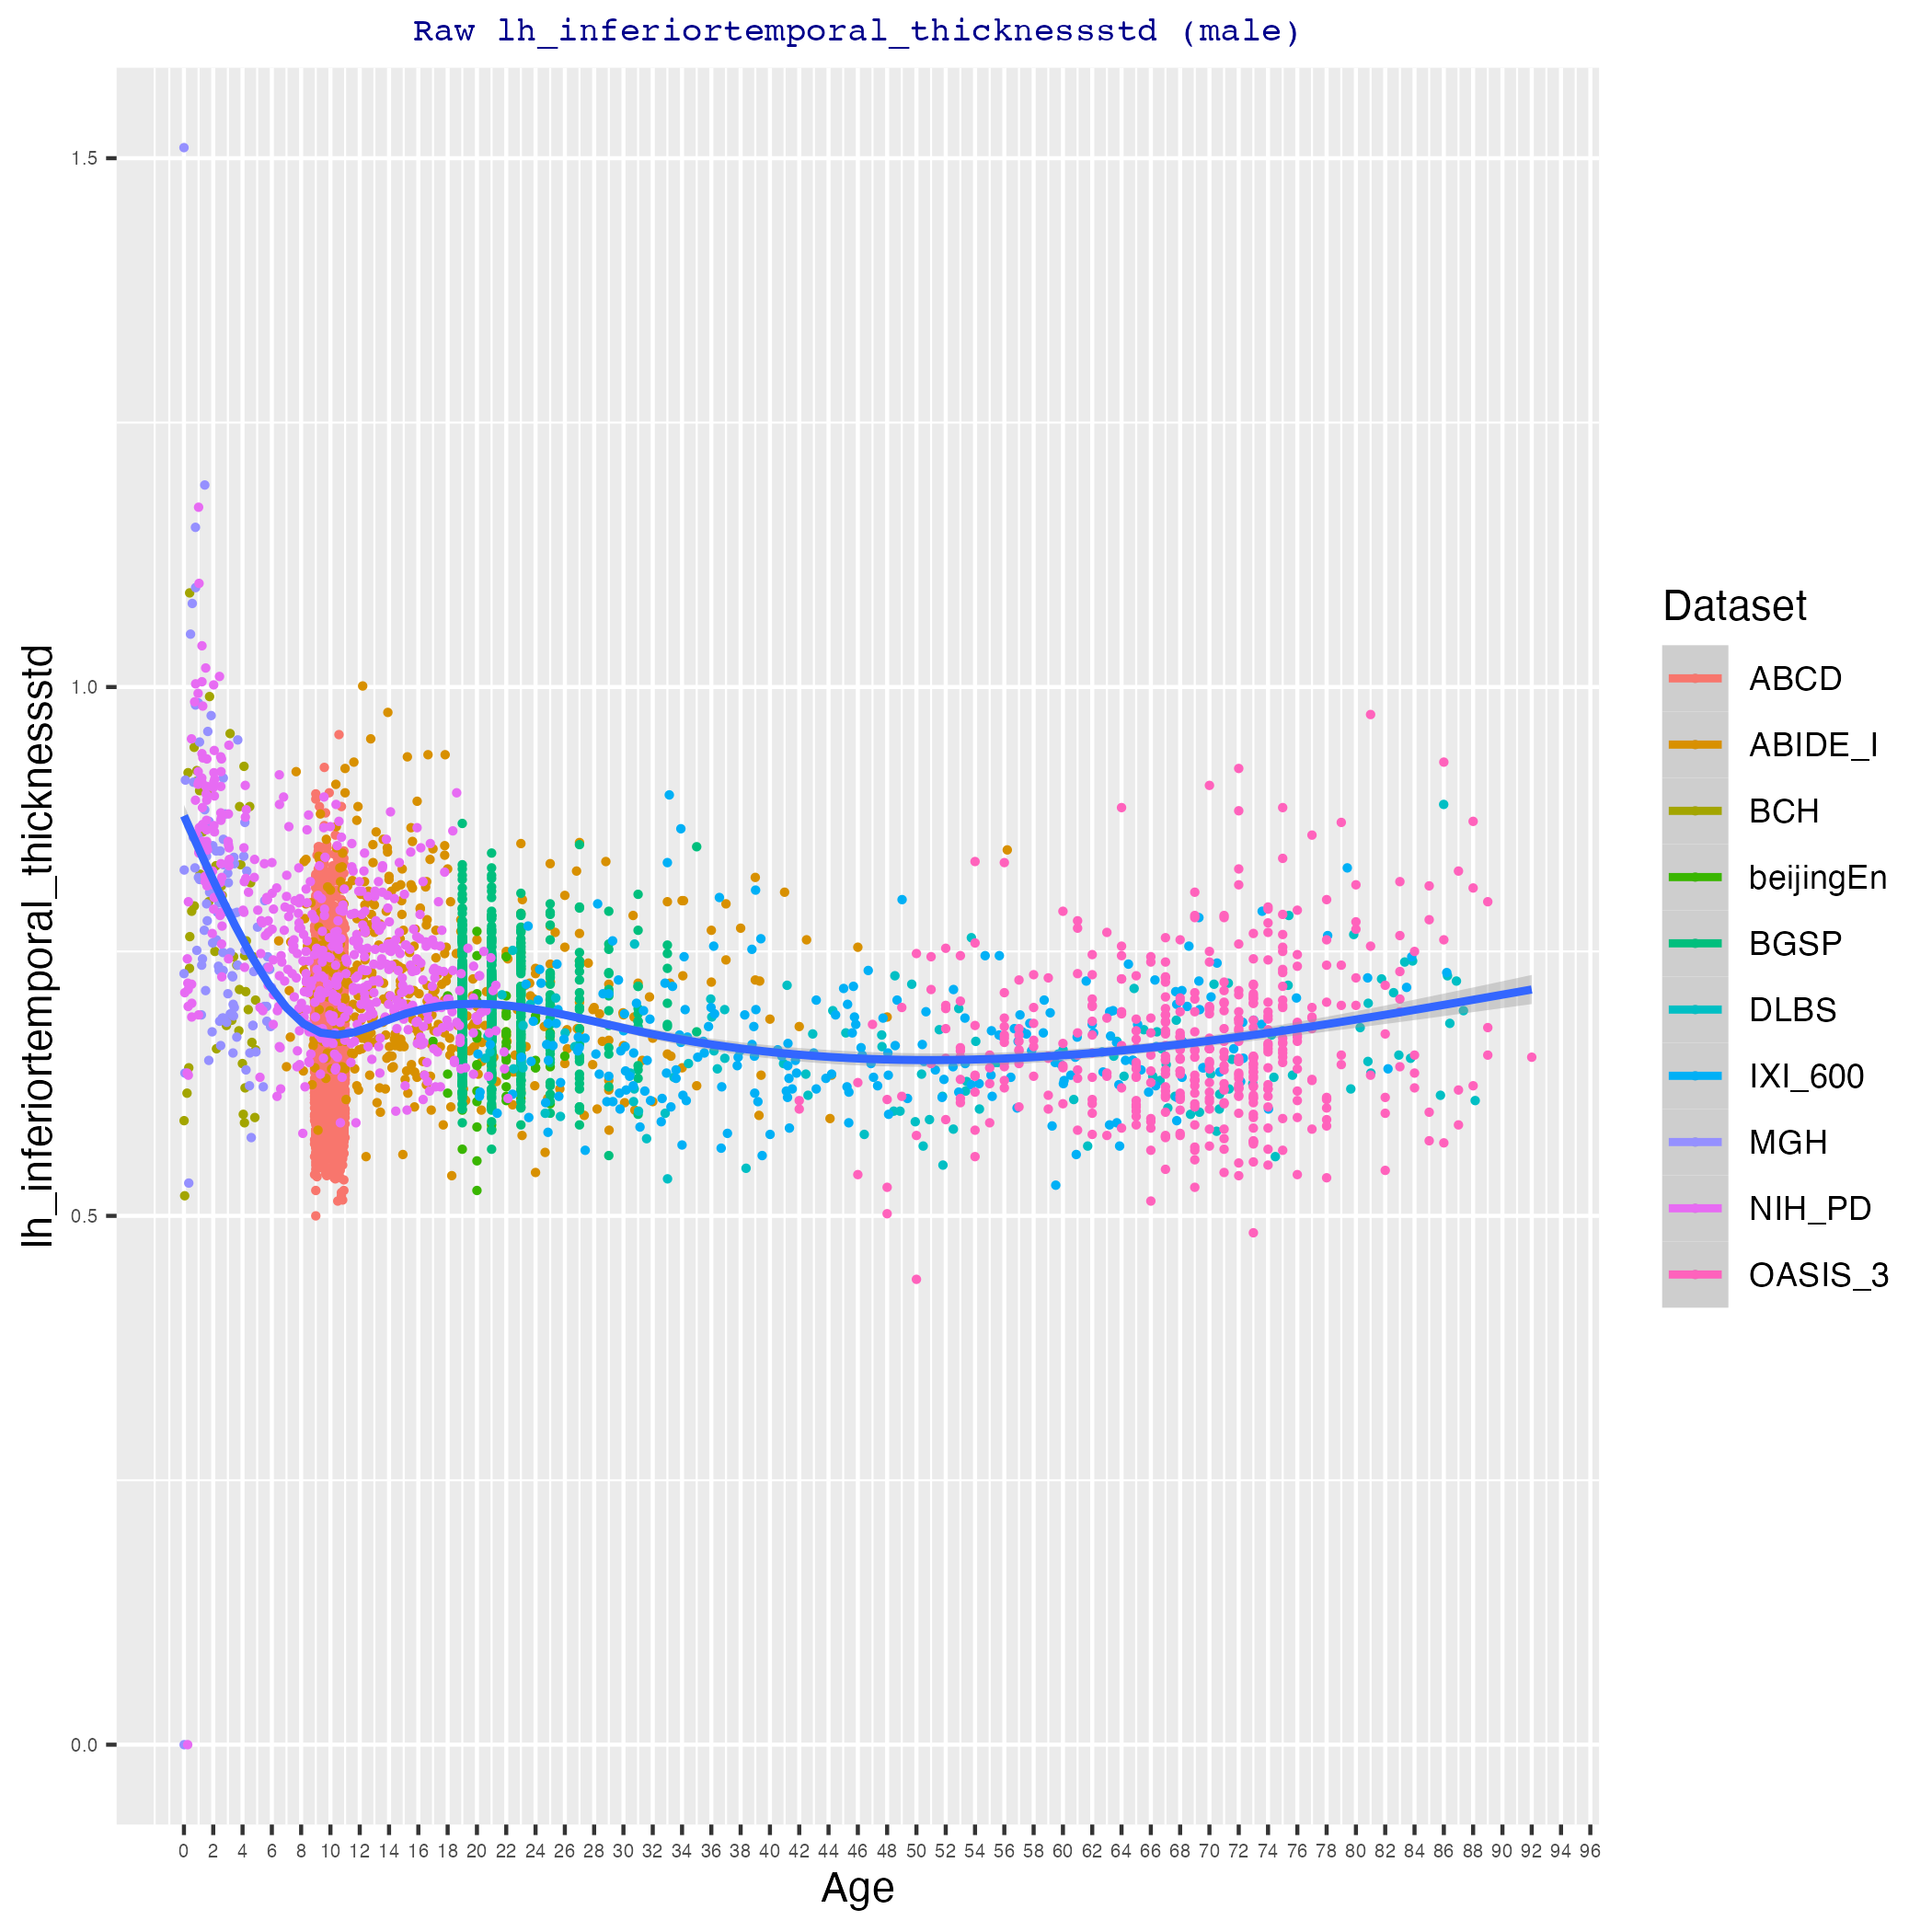 Raw lh_inferiortemporal_thicknessstd (male)
lh_inferiortemporal_thicknessstd
1.5
1.0
0.5
0.0
0 2 4 6 8 10 12 14 16 18 20 22 24 26 28 30 32 34 36 38 40 42 44 46 48 50 52 54 56 58 60 62 64 66 68 70 72 74 76 78 80 82 84 86 88 90 92 94 96
Age
Dataset
ABCD
ABIDE_I
BCH
beijingEn
BGSP
DLBS
IXI_600
MGH
NIH_PD
OASIS_3